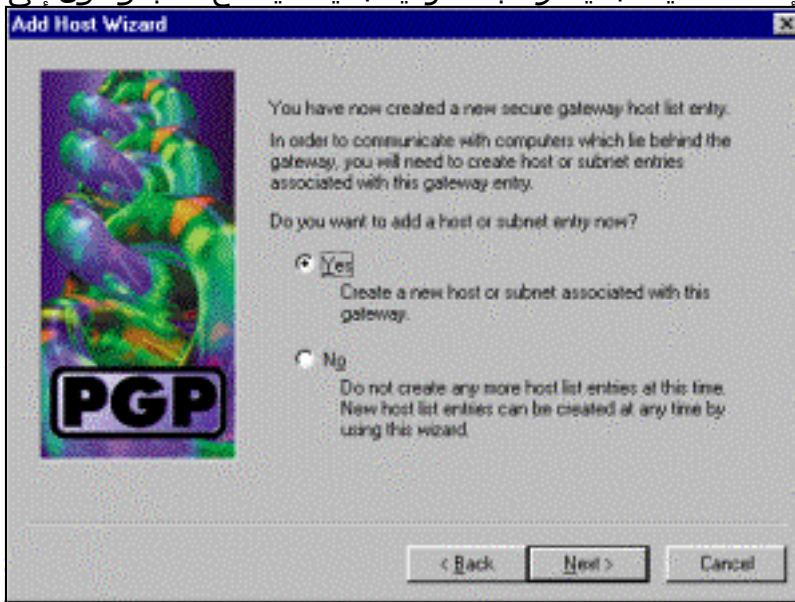 Add Host Wizard
You have now created a new secure gateway host list entry.
In order to communicate with computers which lie behind the
gateway, you will need to create host or subnet entries
associated with this gateway entry.
Do you want to add a host or subnet entry now?
Yes
Create a new host or subnet associated with this
gateway.
No
Do not create any more host list entries at this time.
New host list entries can be created at any time by
using this wizard.
PGP
< Back
Next >
Cancel